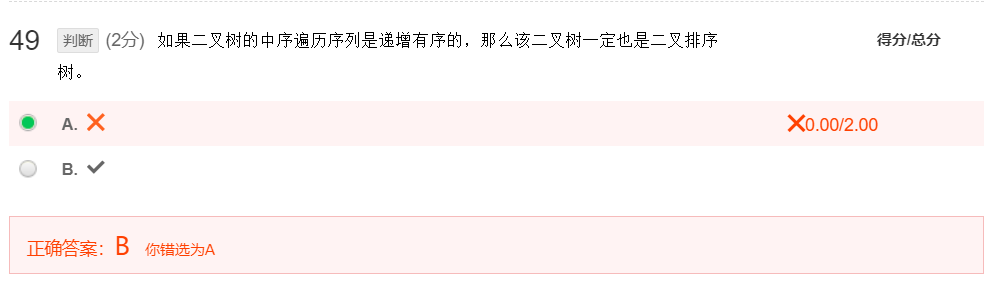 49 判断 (2分) 如果二叉树的中序遍历序列是递增有序的，那么该二叉树一定也是二叉排序 得分/总分
树。
A. ✕ ✕0.00/2.00
B. ✓
正确答案：B 你错选为A